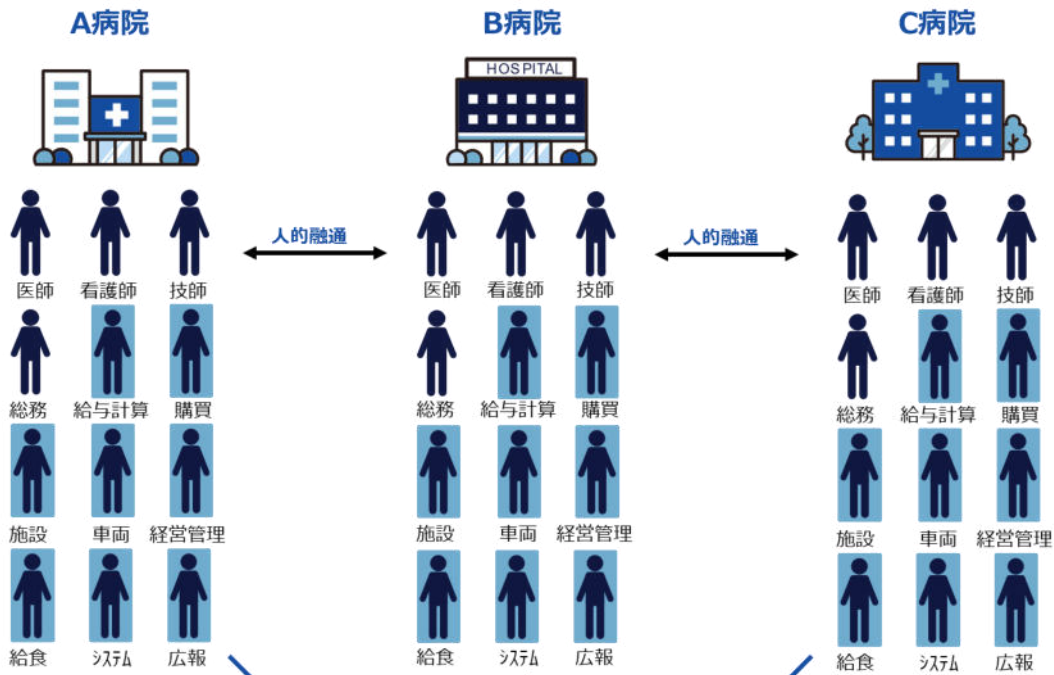 A病院 B病院 C病院
HOSPITAL
人的融通 人的融通
医師 看護師 技師 医師 看護師 技師 医師 看護師 技師
総務 給与計算 購買 総務 給与計算 購買 総務 給与計算 購買
施設 車両 経営管理 施設 車両 経営管理 施設 車両 経営管理
給食 ｼｽﾃﾑ 広報 給食 ｼｽﾃﾑ 広報 給食 ｼｽﾃﾑ 広報